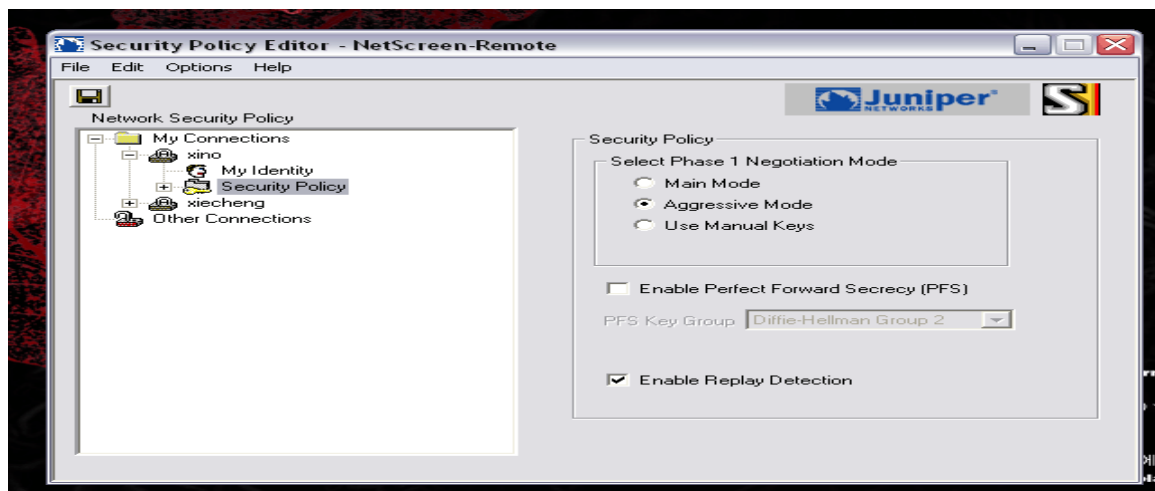 Security Policy Editor - NetScreen-Remote
File Edit Options Help
Juniper
NETWORKS
S
Network Security Policy
My Connections
xino
My Identity
Security Policy
xiecheng
Other Connections
Security Policy
Select Phase 1 Negotiation Mode
Main Mode
Aggressive Mode
Use Manual Keys
Enable Perfect Forward Secrecy (PFS)
PFS Key Group Diffie-Hellman Group 2
Enable Replay Detection